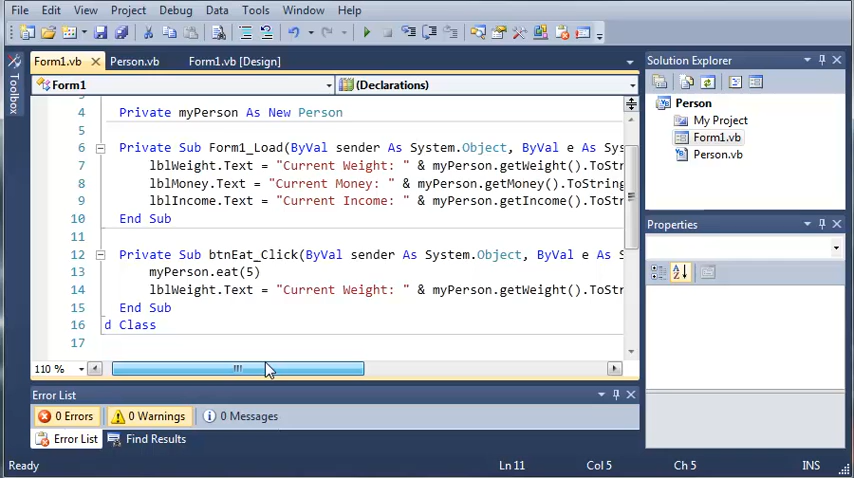 File Edit View Project Debug Data Tools Window Help
Form1.vb Person.vb Form1.vb [Design]
Form1 (Declarations)
4 Private myPerson As New Person
5
6 Private Sub Form1_Load(ByVal sender As System.Object, ByVal e As Sys
7 lblWeight.Text = "Current Weight: " & myPerson.getWeight().ToStr
8 lblMoney.Text = "Current Money: " & myPerson.getMoney().ToString
9 lblIncome.Text = "Current Income: " & myPerson.getIncome().ToStr
10 End Sub
11
12 Private Sub btnEat_Click(ByVal sender As System.Object, ByVal e As S
13 myPerson.eat(5)
14 lblWeight.Text = "Current Weight: " & myPerson.getWeight().ToStr
15 End Sub
16 d Class
17
110 %
Toolbox
Error List
0 Errors 0 Warnings 0 Messages
Error List Find Results
Solution Explorer
Person
My Project
Form1.vb
Person.vb
Properties
Ready Ln 11 Col 5 Ch 5 INS